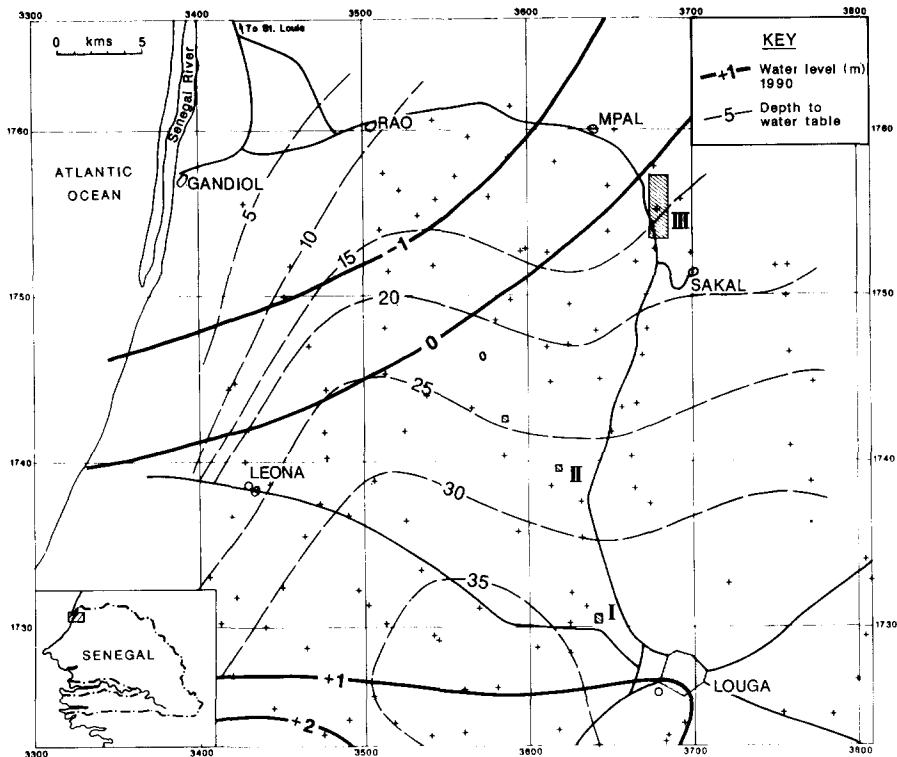 3300
3400
3500
3600
3700
3800
0 kms 5
To St. Louis
Senegal River
KEY
+1 Water level (m)
1990
5 Depth to
water table
1760
RAO
MPAL
1760
ATLANTIC
OCEAN
GANDIOL
5
10
III
15
-1
1750
20
SAKAL
1750
0
25
1740
LEONA
II
1740
30
35
I
1730
1730
SENEGAL
+1
LOUGA
+2
3300
3400
3500
3600
3700
3800